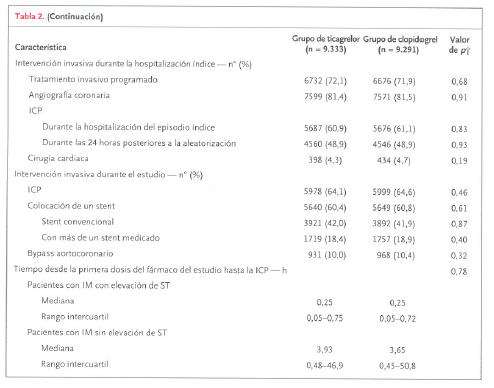 Tabla 2. (Continuación)
Característica Grupo de ticagrelor (n = 9.333) Grupo de clopidogrel (n = 9.291) Valor de p†
Intervención invasiva durante la hospitalización índice — nº (%)
Tratamiento invasivo programado 6732 (72,1) 6676 (71,9) 0,68
Angiografía coronaria 7599 (81,4) 7571 (81,5) 0,91
ICP
Durante la hospitalización del episodio índice 5687 (60,9) 5676 (61,1) 0,83
Durante las 24 horas posteriores a la aleatorización 4560 (48,9) 4546 (48,9) 0,93
Cirugía cardiaca 398 (4,3) 434 (4,7) 0,19
Intervención invasiva durante el estudio — nº (%)
ICP 5978 (64,1) 5999 (64,6) 0,46
Colocación de un stent 5640 (60,4) 5649 (60,8) 0,61
Stent convencional 3921 (42,0) 3892 (41,9) 0,87
Con más de un stent medicado 1719 (18,4) 1757 (18,9) 0,40
Bypass aortocoronario 931 (10,0) 968 (10,4) 0,32
Tiempo desde la primera dosis del fármaco del estudio hasta la ICP — h 0,78
Pacientes con IM con elevación de ST
Mediana 0,25 0,25
Rango intercuartil 0,05–0,75 0,05–0,72
Pacientes con IM sin elevación de ST
Mediana 3,93 3,65
Rango intercuartil 0,48–46,9 0,45–50,8